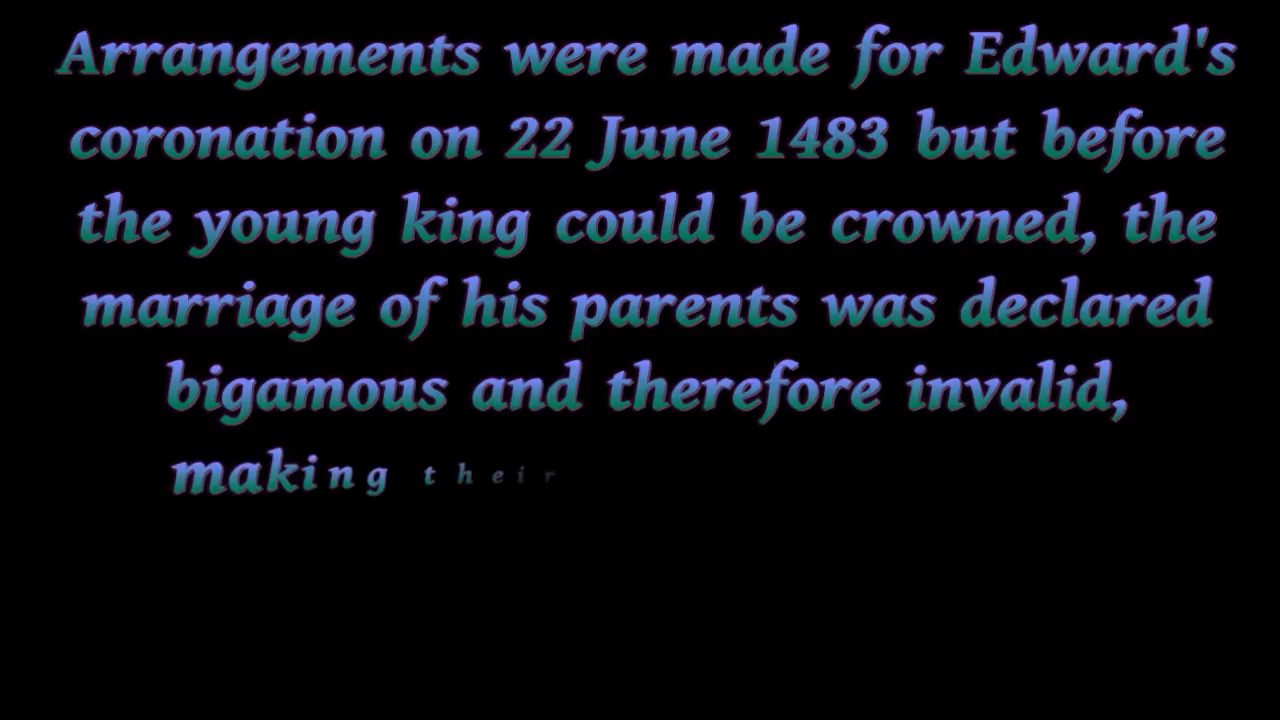 Arrangements were made for Edward's
coronation on 22 June 1483 but before
the young king could be crowned, the
marriage of his parents was declared
bigamous and therefore invalid,
making their